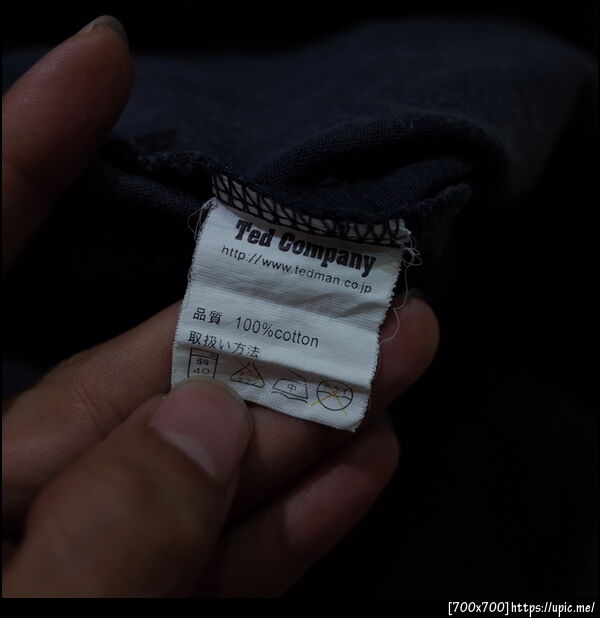 Ted Company
http://www.tedman.co.jp
品質 100%cotton
取扱い方法
弱
40
中
[700x700]https://upic.me/